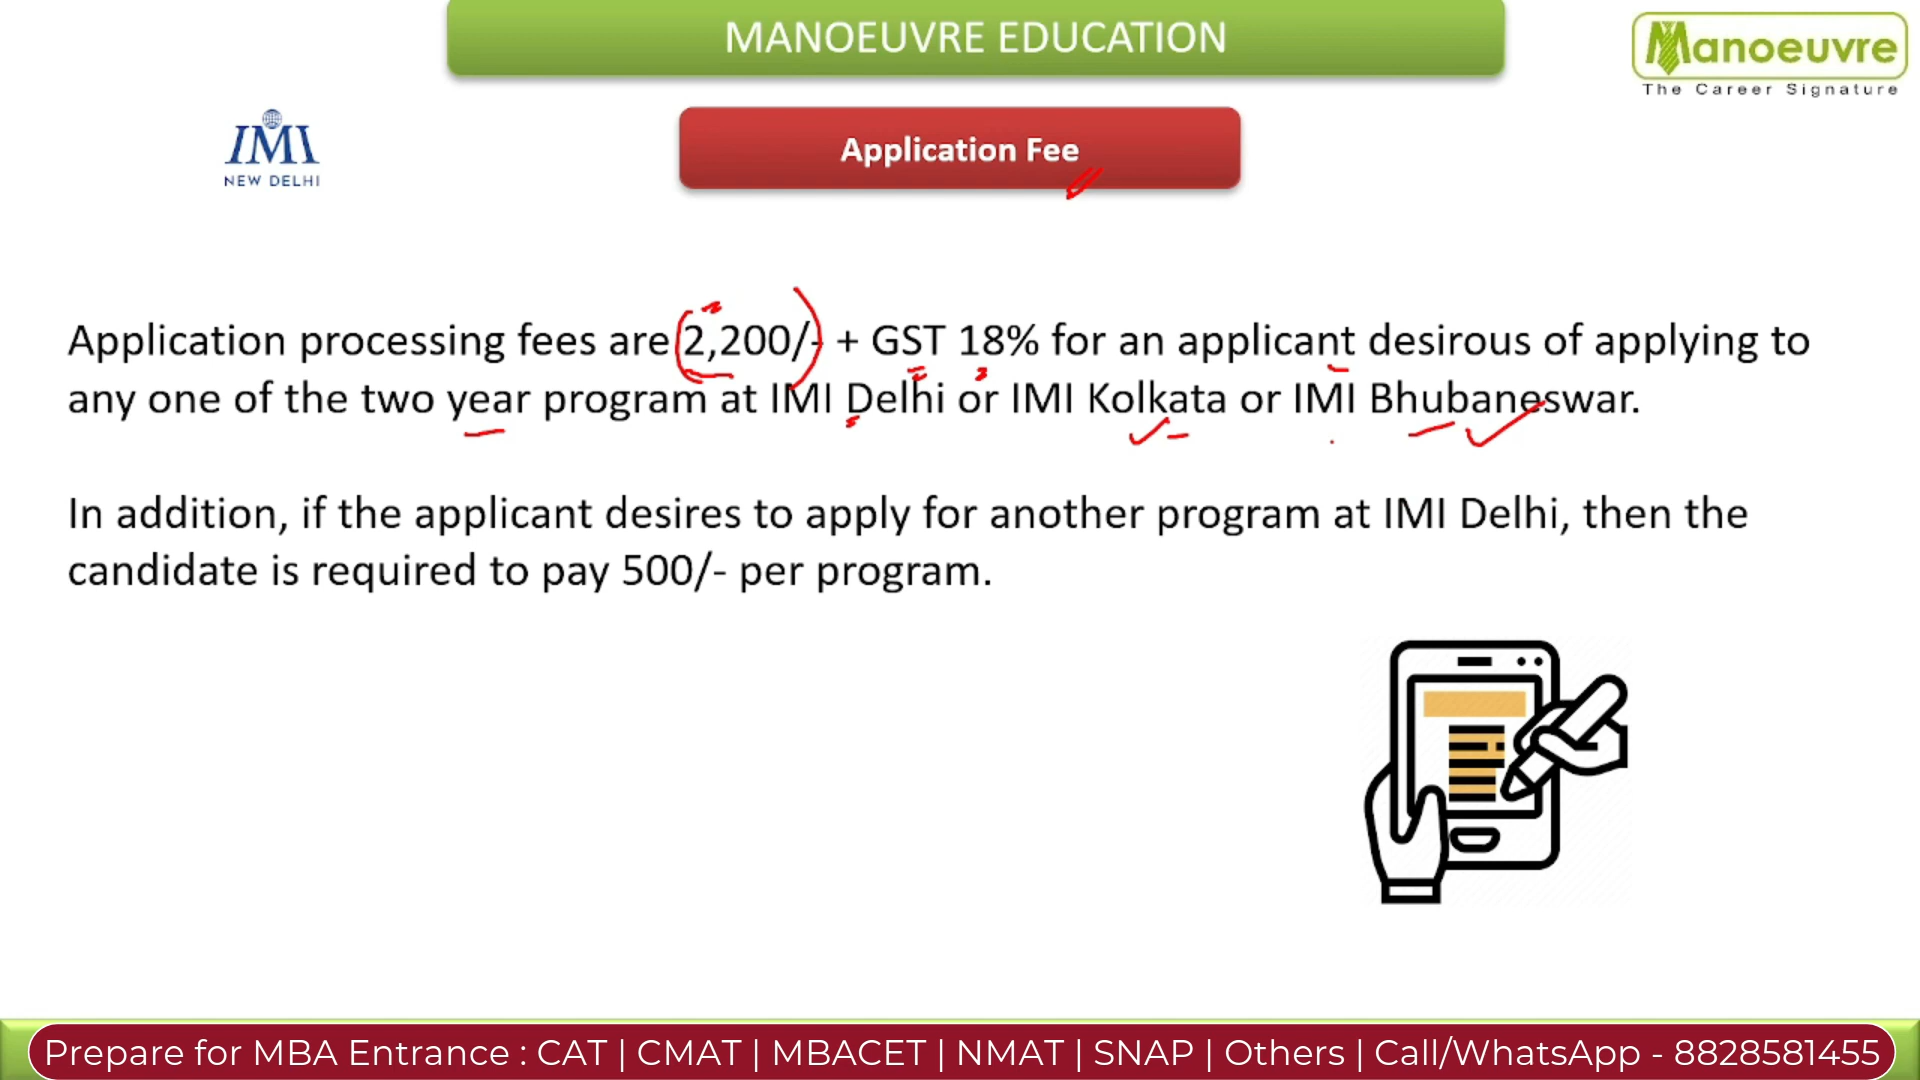 MANOEUVRE EDUCATION
Manoeuvre
The Career Signature
IMI
NEW DELHI
Application Fee
Application processing fees are 2,200/- + GST 18% for an applicant desirous of applying to
any one of the two year program at IMI Delhi or IMI Kolkata or IMI Bhubaneswar.
In addition, if the applicant desires to apply for another program at IMI Delhi, then the
candidate is required to pay 500/- per program.
Prepare for MBA Entrance : CAT | CMAT | MBACET | NMAT | SNAP | Others | Call/WhatsApp - 8828581455